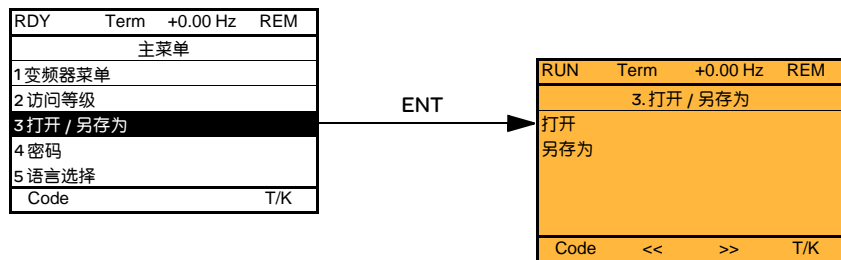 RDY Term +0.00 Hz REM
主菜单
1 变频器菜单
2 访问等级
3 打开 / 另存为
4 密码
5 语言选择
Code T/K
ENT
RUN Term +0.00 Hz REM
3. 打开 / 另存为
打开
另存为
Code << >> T/K